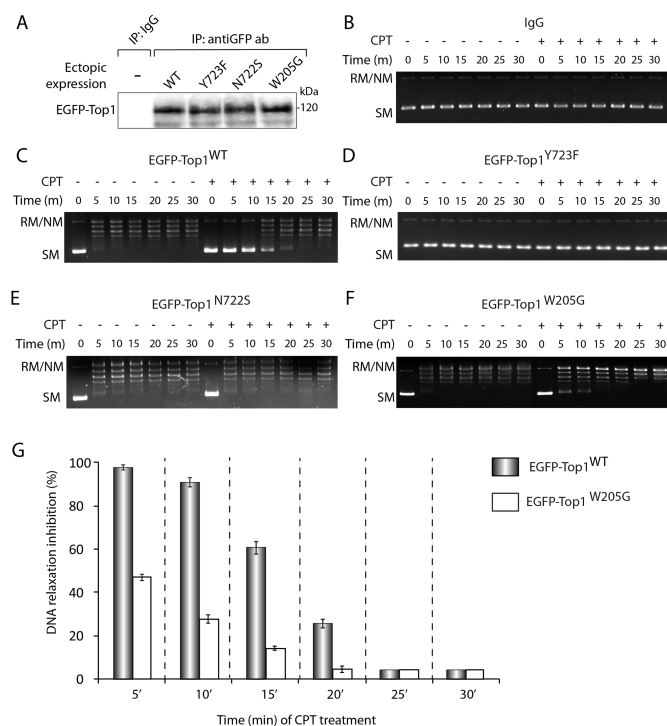 A
IP: IgG
IP: antiGFP ab
Ectopic expression
–
WT
Y723F
N722S
W205G
kDa
EGFP-Top1
-120
B
IgG
CPT - - - - - - - + + + + + + +
Time (m) 0 5 10 15 20 25 30 0 5 10 15 20 25 30
RM/NM
SM
C
EGFP-Top1WT
CPT - - - - - - - + + + + + + +
Time (m) 0 5 10 15 20 25 30 0 5 10 15 20 25 30
RM/NM
SM
D
EGFP-Top1Y723F
CPT - - - - - - - + + + + + + +
Time (m) 0 5 10 15 20 25 30 0 5 10 15 20 25 30
RM/NM
SM
E
EGFP-Top1N722S
CPT - - - - - - - + + + + + + +
Time (m) 0 5 10 15 20 25 30 0 5 10 15 20 25 30
RM/NM
SM
F
EGFP-Top1W205G
CPT - - - - - - - + + + + + + +
Time (m) 0 5 10 15 20 25 30 0 5 10 15 20 25 30
RM/NM
SM
G
DNA relaxation inhibition (%)
100
80
60
40
20
0
5' 10' 15' 20' 25' 30'
Time (min) of CPT treatment
EGFP-Top1WT
EGFP-Top1W205G